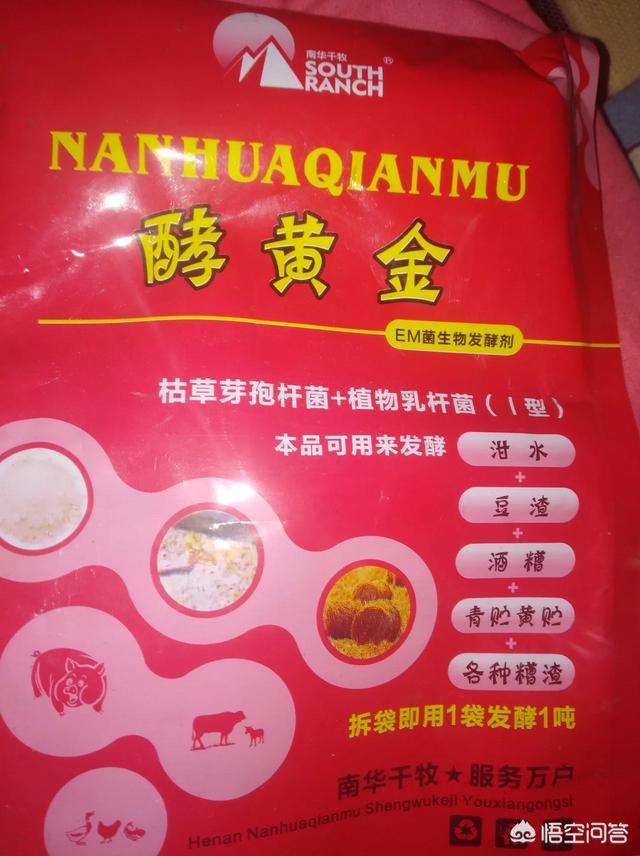 南华千牧
SOUTH
RANCH
®
NANHUAQIANMU
酵黄金
EM菌生物发酵剂
枯草芽孢杆菌+植物乳杆菌（I型）
本品可用来发酵
泔水
+
豆渣
+
酒糟
+
青贮黄贮
+
各种糟渣
拆袋即用1袋发酵1吨
南华千牧★服务万户
Henan Nanhuaqianmu Shengwukeji Youxiangongsi
悟空问答